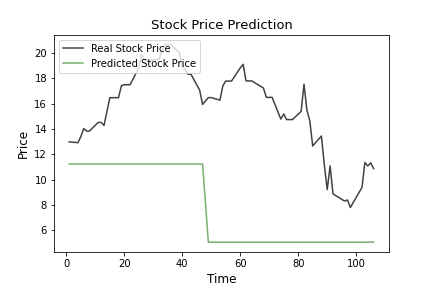 Stock Price Prediction
Real Stock Price
Predicted Stock Price
Price
20
18
16
14
12
10
8
6
0 20 40 60 80 100
Time